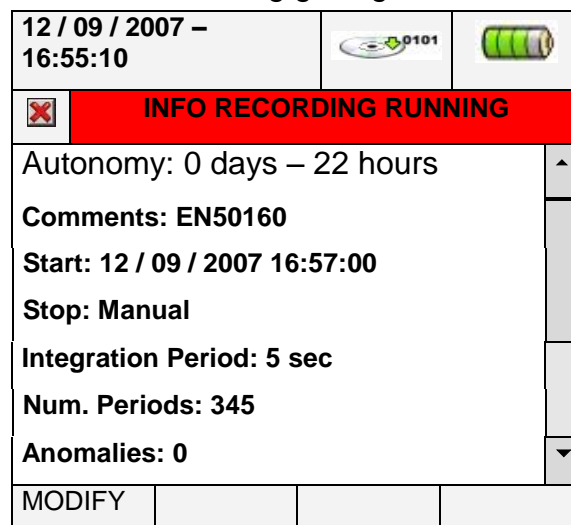 12 / 09 / 2007 –
16:55:10
0101
INFO RECORDING RUNNING
Autonomy: 0 days – 22 hours
Comments: EN50160
Start: 12 / 09 / 2007 16:57:00
Stop: Manual
Integration Period: 5 sec
Num. Periods: 345
Anomalies: 0
MODIFY